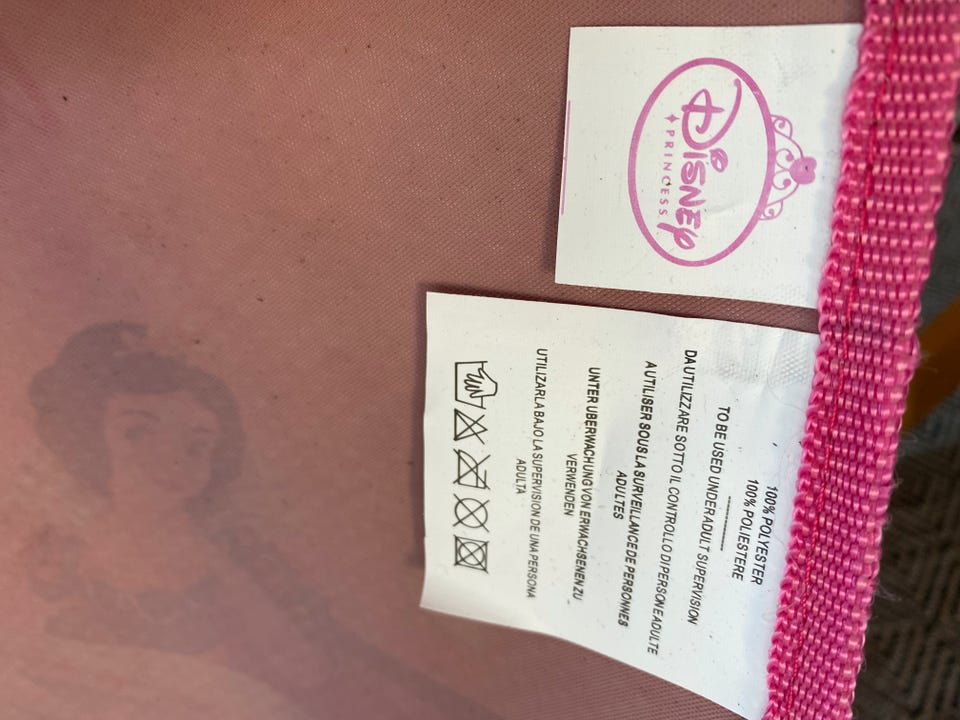 Disney
PRINCESS
100% POLYESTER
100% POLIESTERE
TO BE USED UNDER ADULT SUPERVISION
DA UTILIZZARE SOTTO IL CONTROLLO DI PERSONE ADULTE
A UTILISER SOUS LA SURVEILLANCE DE PERSONNES
ADULTES
UNTER UBERWACHUNG VON ERWACHSENEN ZU
VERWENDEN
UTILIZARLA BAJO LA SUPERVISION DE UNA PERSONA
ADULTA